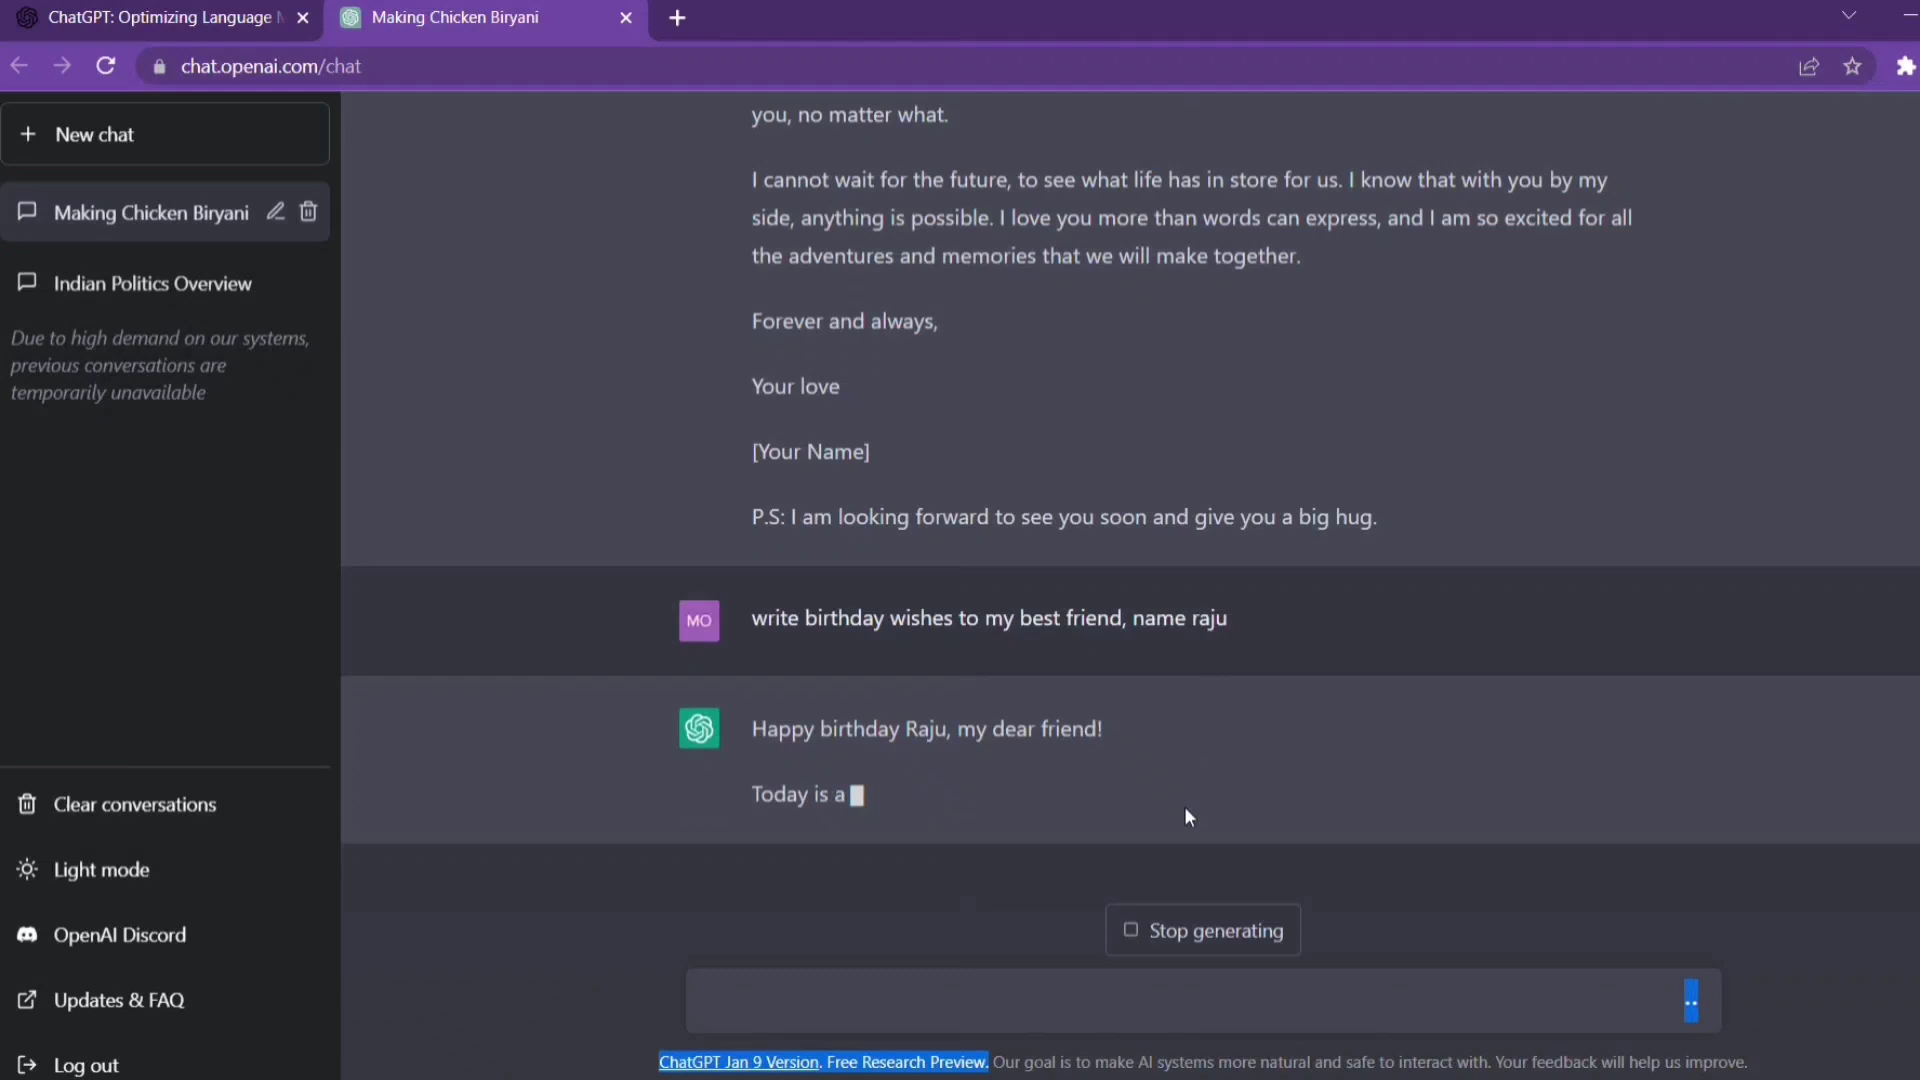 ChatGPT: Optimizing Language
Making Chicken Biryani
chat.openai.com/chat
New chat
Making Chicken Biryani
Indian Politics Overview
Due to high demand on our systems,
previous conversations are
temporarily unavailable
Clear conversations
Light mode
OpenAI Discord
Updates & FAQ
Log out
you, no matter what.
I cannot wait for the future, to see what life has in store for us. I know that with you by my
side, anything is possible. I love you more than words can express, and I am so excited for all
the adventures and memories that we will make together.
Forever and always,
Your love
[Your Name]
P.S: I am looking forward to see you soon and give you a big hug.
MO
write birthday wishes to my best friend, name raju
Happy birthday Raju, my dear friend!
Today is a
Stop generating
ChatGPT Jan 9 Version. Free Research Preview. Our goal is to make AI systems more natural and safe to interact with. Your feedback will help us improve.